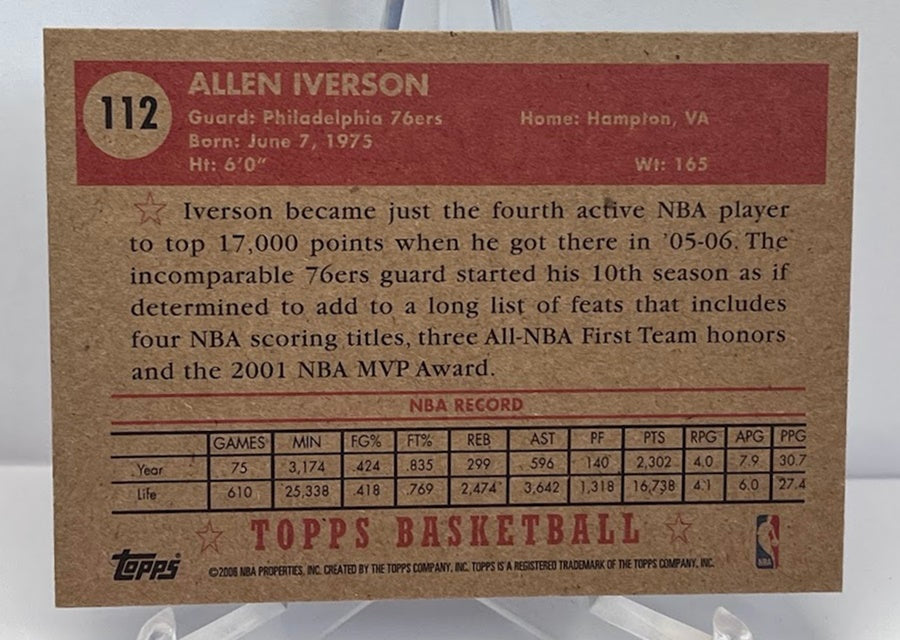 112
ALLEN IVERSON
Guard: Philadelphia 76ers Home: Hampton, VA
Born: June 7, 1975
Ht: 6'0" Wt: 165
Iverson became just the fourth active NBA player
to top 17,000 points when he got there in '05-06. The
incomparable 76ers guard started his 10th season as if
determined to add to a long list of feats that includes
four NBA scoring titles, three All-NBA First Team honors
and the 2001 NBA MVP Award.
NBA RECORD
GAMES MIN FG% FT% REB AST PF PTS RPG APG PPG
Year 75 3,174 .424 .835 299 596 140 2,302 4.0 7.9 30.7
Life 610 25,338 .418 .769 2,474 3,642 1,318 16,738 4.1 6.0 27.4
TOPPS BASKETBALL
topps® ©2006 NBA PROPERTIES, INC. CREATED BY THE TOPPS COMPANY, INC. TOPPS IS A REGISTERED TRADEMARK OF THE TOPPS COMPANY, INC.
NBA